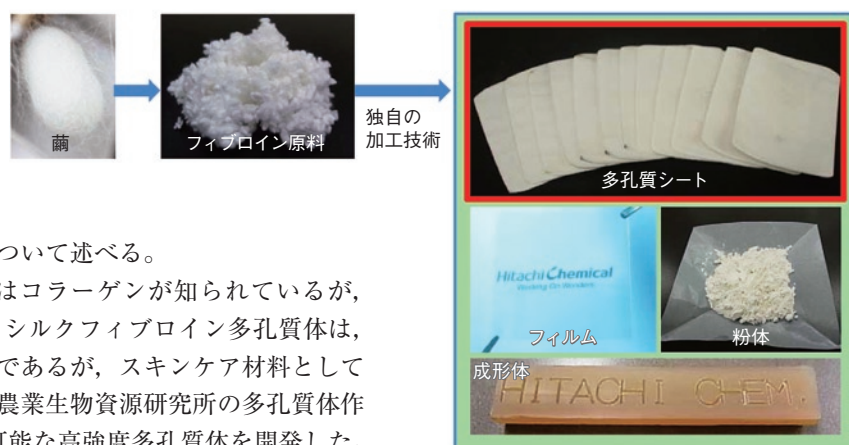 繭
フィブロイン原料
独自の
加工技術
多孔質シート
Hitachi Chemical
Working On Wonders
フィルム
粉体
成形体
HITACHI CHEM.
ついて述べる。
はコラーゲンが知られているが,
シルクフィブロイン多孔質体は,
であるが，スキンケア材料として
農業生物資源研究所の多孔質体作
可能な高強度多孔質体を開発した